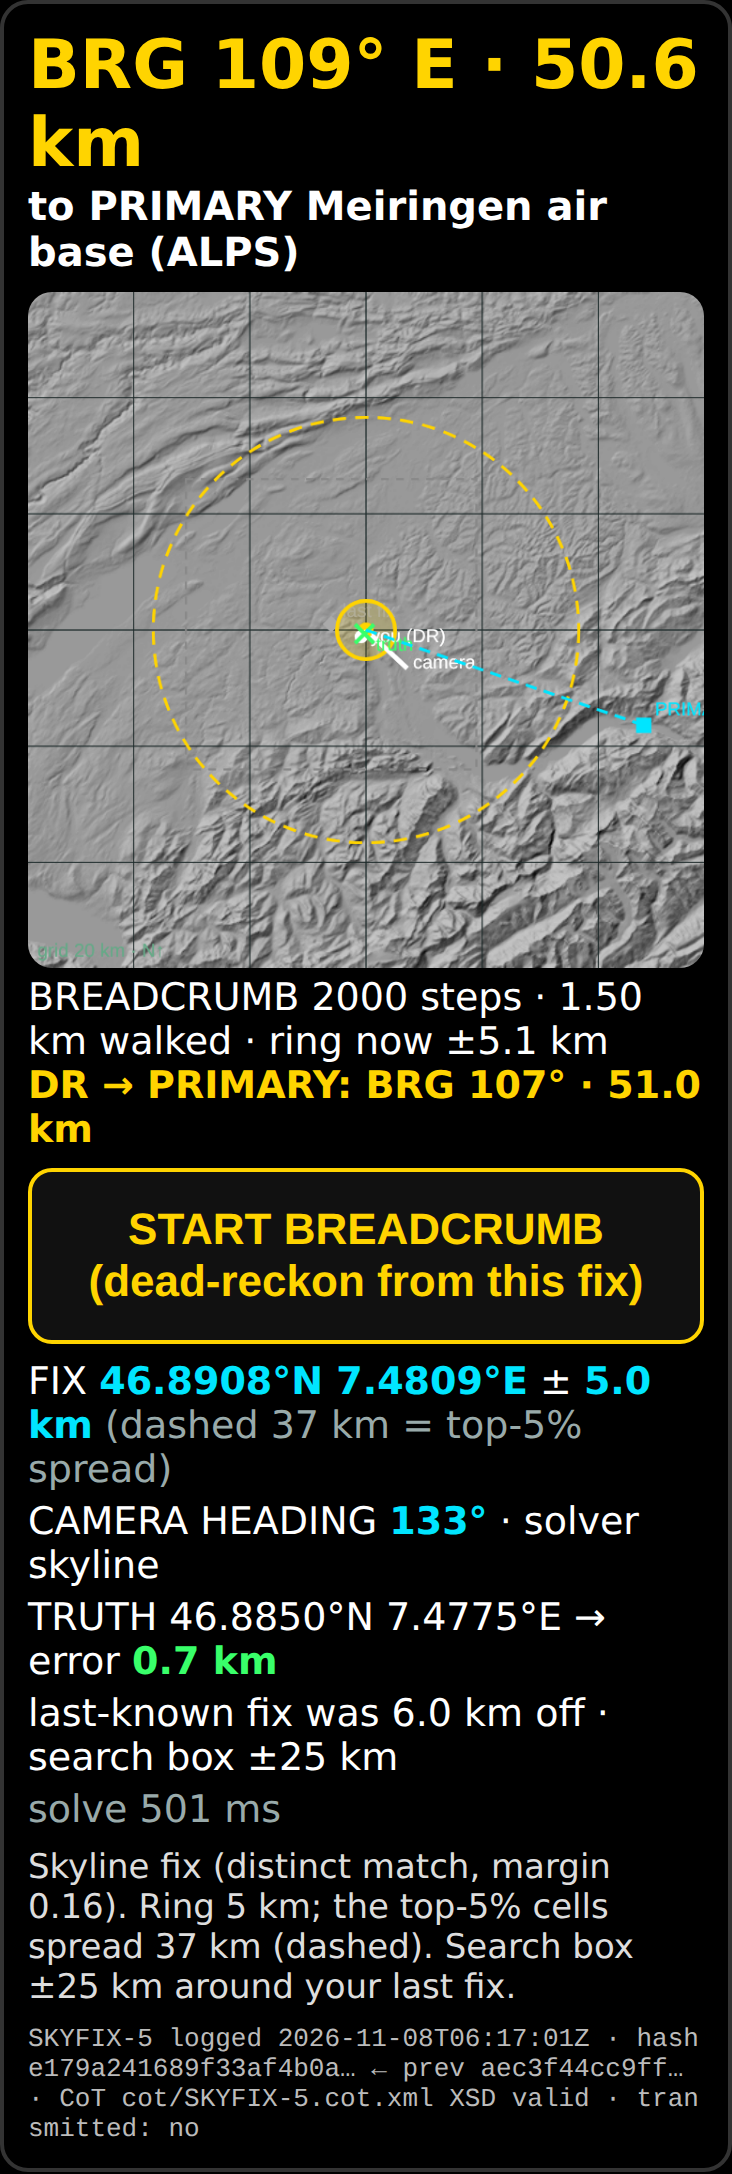 BRG 109° E · 50.6
km
to PRIMARY Meiringen air
base (ALPS)
you (DR)
truth
camera
PRIM
grid 20 km · N↑
BREADCRUMB 2000 steps · 1.50
km walked · ring now ±5.1 km
DR → PRIMARY: BRG 107° · 51.0
km
START BREADCRUMB
(dead-reckon from this fix)
FIX 46.8908°N 7.4809°E ± 5.0
km (dashed 37 km = top-5%
spread)
CAMERA HEADING 133° · solver
skyline
TRUTH 46.8850°N 7.4775°E →
error 0.7 km
last-known fix was 6.0 km off ·
search box ±25 km
solve 501 ms
Skyline fix (distinct match, margin
0.16). Ring 5 km; the top-5% cells
spread 37 km (dashed). Search box
±25 km around your last fix.
SKYFIX-5 logged 2026-11-08T06:17:01Z · hash
e179a241689f33af4b0a… ← prev aec3f44cc9ff…
· CoT cot/SKYFIX-5.cot.xml XSD valid · tran
smitted: no